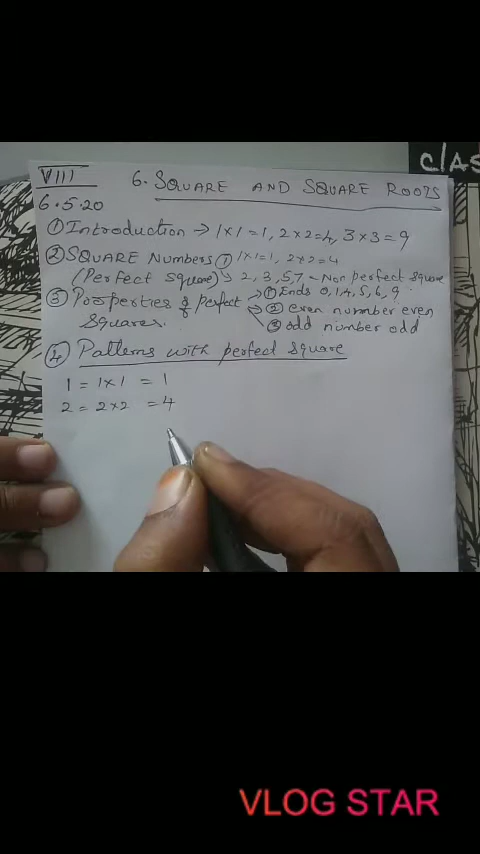 CLAS
VIII
6. SQUARE AND SQUARE ROOTS
6.5.20
① Introduction → 1×1=1, 2×2=4, 3×3=9
② SQUARE Numbers ① 1×1=1, 2×2=4
(Perfect Square) 2, 3, 5, 7 - Non perfect Square
③ Properties of perfect → ① Ends 0,1,4,5,6,9.
Squares. → ② even number even
③ odd number odd
④ Patterns with perfect square
1 = 1×1 = 1
2 = 2×2 = 4
VLOG STAR